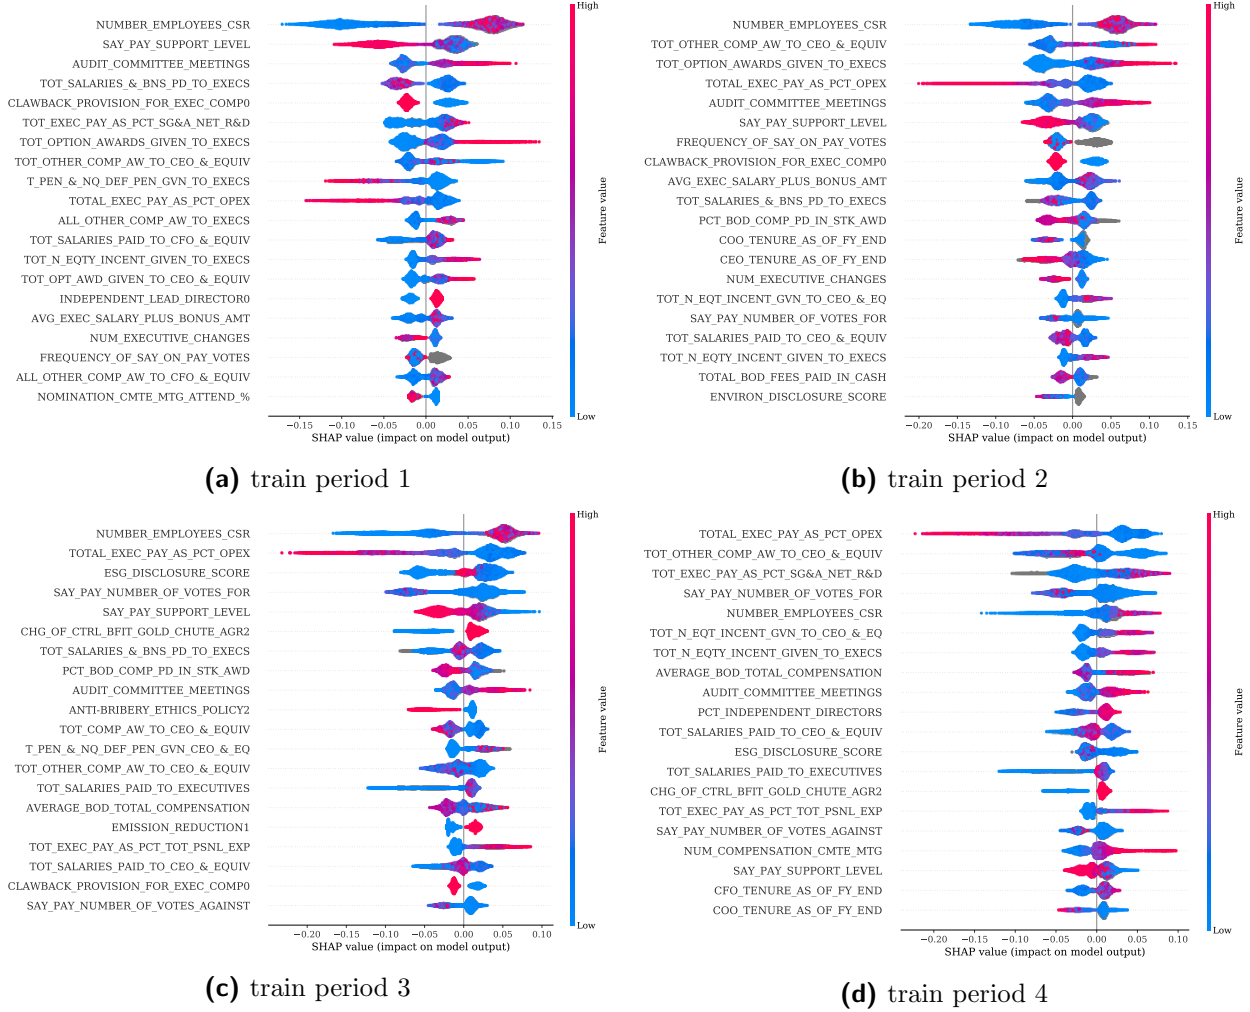 NUMBER_EMPLOYEES_CSR
SAY_PAY_SUPPORT_LEVEL
AUDIT_COMMITTEE_MEETINGS
TOT_SALARIES_&_BNS_PD_TO_EXECS
CLAWBACK_PROVISION_FOR_EXEC_COMP0
TOT_EXEC_PAY_AS_PCT_SG&A_NET_R&D
TOT_OPTION_AWARDS_GIVEN_TO_EXECS
TOT_OTHER_COMP_AW_TO_CEO_&_EQUIV
T_PEN_&_NQ_DEF_PEN_GVN_TO_EXECS
TOTAL_EXEC_PAY_AS_PCT_OPEX
ALL_OTHER_COMP_AW_TO_EXECS
TOT_SALARIES_PAID_TO_CFO_&_EQUIV
TOT_N_EQTY_INCENT_GIVEN_TO_EXECS
TOT_OPT_AWD_GIVEN_TO_CEO_&_EQUIV
INDEPENDENT_LEAD_DIRECTOR0
AVG_EXEC_SALARY_PLUS_BONUS_AMT
NUM_EXECUTIVE_CHANGES
FREQUENCY_OF_SAY_ON_PAY_VOTES
ALL_OTHER_COMP_AW_TO_CFO_&_EQUIV
NOMINATION_CMTE_MTG_ATTEND_%
−0.15 −0.10 −0.05 0.00 0.05 0.10 0.15
SHAP value (impact on model output)
High
Feature value
Low
(a) train period 1
NUMBER_EMPLOYEES_CSR
TOT_OTHER_COMP_AW_TO_CEO_&_EQUIV
TOT_OPTION_AWARDS_GIVEN_TO_EXECS
TOTAL_EXEC_PAY_AS_PCT_OPEX
AUDIT_COMMITTEE_MEETINGS
SAY_PAY_SUPPORT_LEVEL
FREQUENCY_OF_SAY_ON_PAY_VOTES
CLAWBACK_PROVISION_FOR_EXEC_COMP0
AVG_EXEC_SALARY_PLUS_BONUS_AMT
TOT_SALARIES_&_BNS_PD_TO_EXECS
PCT_BOD_COMP_PD_IN_STK_AWD
COO_TENURE_AS_OF_FY_END
CEO_TENURE_AS_OF_FY_END
NUM_EXECUTIVE_CHANGES
TOT_N_EQT_INCENT_GVN_TO_CEO_&_EQ
SAY_PAY_NUMBER_OF_VOTES_FOR
TOT_SALARIES_PAID_TO_CEO_&_EQUIV
TOT_N_EQTY_INCENT_GIVEN_TO_EXECS
TOTAL_BOD_FEES_PAID_IN_CASH
ENVIRON_DISCLOSURE_SCORE
−0.20 −0.15 −0.10 −0.05 0.00 0.05 0.10 0.15
SHAP value (impact on model output)
High
Feature value
Low
(b) train period 2
NUMBER_EMPLOYEES_CSR
TOTAL_EXEC_PAY_AS_PCT_OPEX
ESG_DISCLOSURE_SCORE
SAY_PAY_NUMBER_OF_VOTES_FOR
SAY_PAY_SUPPORT_LEVEL
CHG_OF_CTRL_BFIT_GOLD_CHUTE_AGR2
TOT_SALARIES_&_BNS_PD_TO_EXECS
PCT_BOD_COMP_PD_IN_STK_AWD
AUDIT_COMMITTEE_MEETINGS
ANTI-BRIBERY_ETHICS_POLICY2
TOT_COMP_AW_TO_CEO_&_EQUIV
T_PEN_&_NQ_DEF_PEN_GVN_CEO_&_EQ
TOT_OTHER_COMP_AW_TO_CEO_&_EQUIV
TOT_SALARIES_PAID_TO_EXECUTIVES
AVERAGE_BOD_TOTAL_COMPENSATION
EMISSION_REDUCTION1
TOT_EXEC_PAY_AS_PCT_TOT_PSNL_EXP
TOT_SALARIES_PAID_TO_CEO_&_EQUIV
CLAWBACK_PROVISION_FOR_EXEC_COMP0
SAY_PAY_NUMBER_OF_VOTES_AGAINST
−0.20 −0.15 −0.10 −0.05 0.00 0.05 0.10
SHAP value (impact on model output)
High
Feature value
Low
(c) train period 3
TOTAL_EXEC_PAY_AS_PCT_OPEX
TOT_OTHER_COMP_AW_TO_CEO_&_EQUIV
TOT_EXEC_PAY_AS_PCT_SG&A_NET_R&D
SAY_PAY_NUMBER_OF_VOTES_FOR
NUMBER_EMPLOYEES_CSR
TOT_N_EQT_INCENT_GVN_TO_CEO_&_EQ
TOT_N_EQTY_INCENT_GIVEN_TO_EXECS
AVERAGE_BOD_TOTAL_COMPENSATION
AUDIT_COMMITTEE_MEETINGS
PCT_INDEPENDENT_DIRECTORS
TOT_SALARIES_PAID_TO_CEO_&_EQUIV
ESG_DISCLOSURE_SCORE
TOT_SALARIES_PAID_TO_EXECUTIVES
CHG_OF_CTRL_BFIT_GOLD_CHUTE_AGR2
TOT_EXEC_PAY_AS_PCT_TOT_PSNL_EXP
SAY_PAY_NUMBER_OF_VOTES_AGAINST
NUM_COMPENSATION_CMTE_MTG
SAY_PAY_SUPPORT_LEVEL
CFO_TENURE_AS_OF_FY_END
COO_TENURE_AS_OF_FY_END
−0.20 −0.15 −0.10 −0.05 0.00 0.05 0.10
SHAP value (impact on model output)
High
Feature value
Low
(d) train period 4